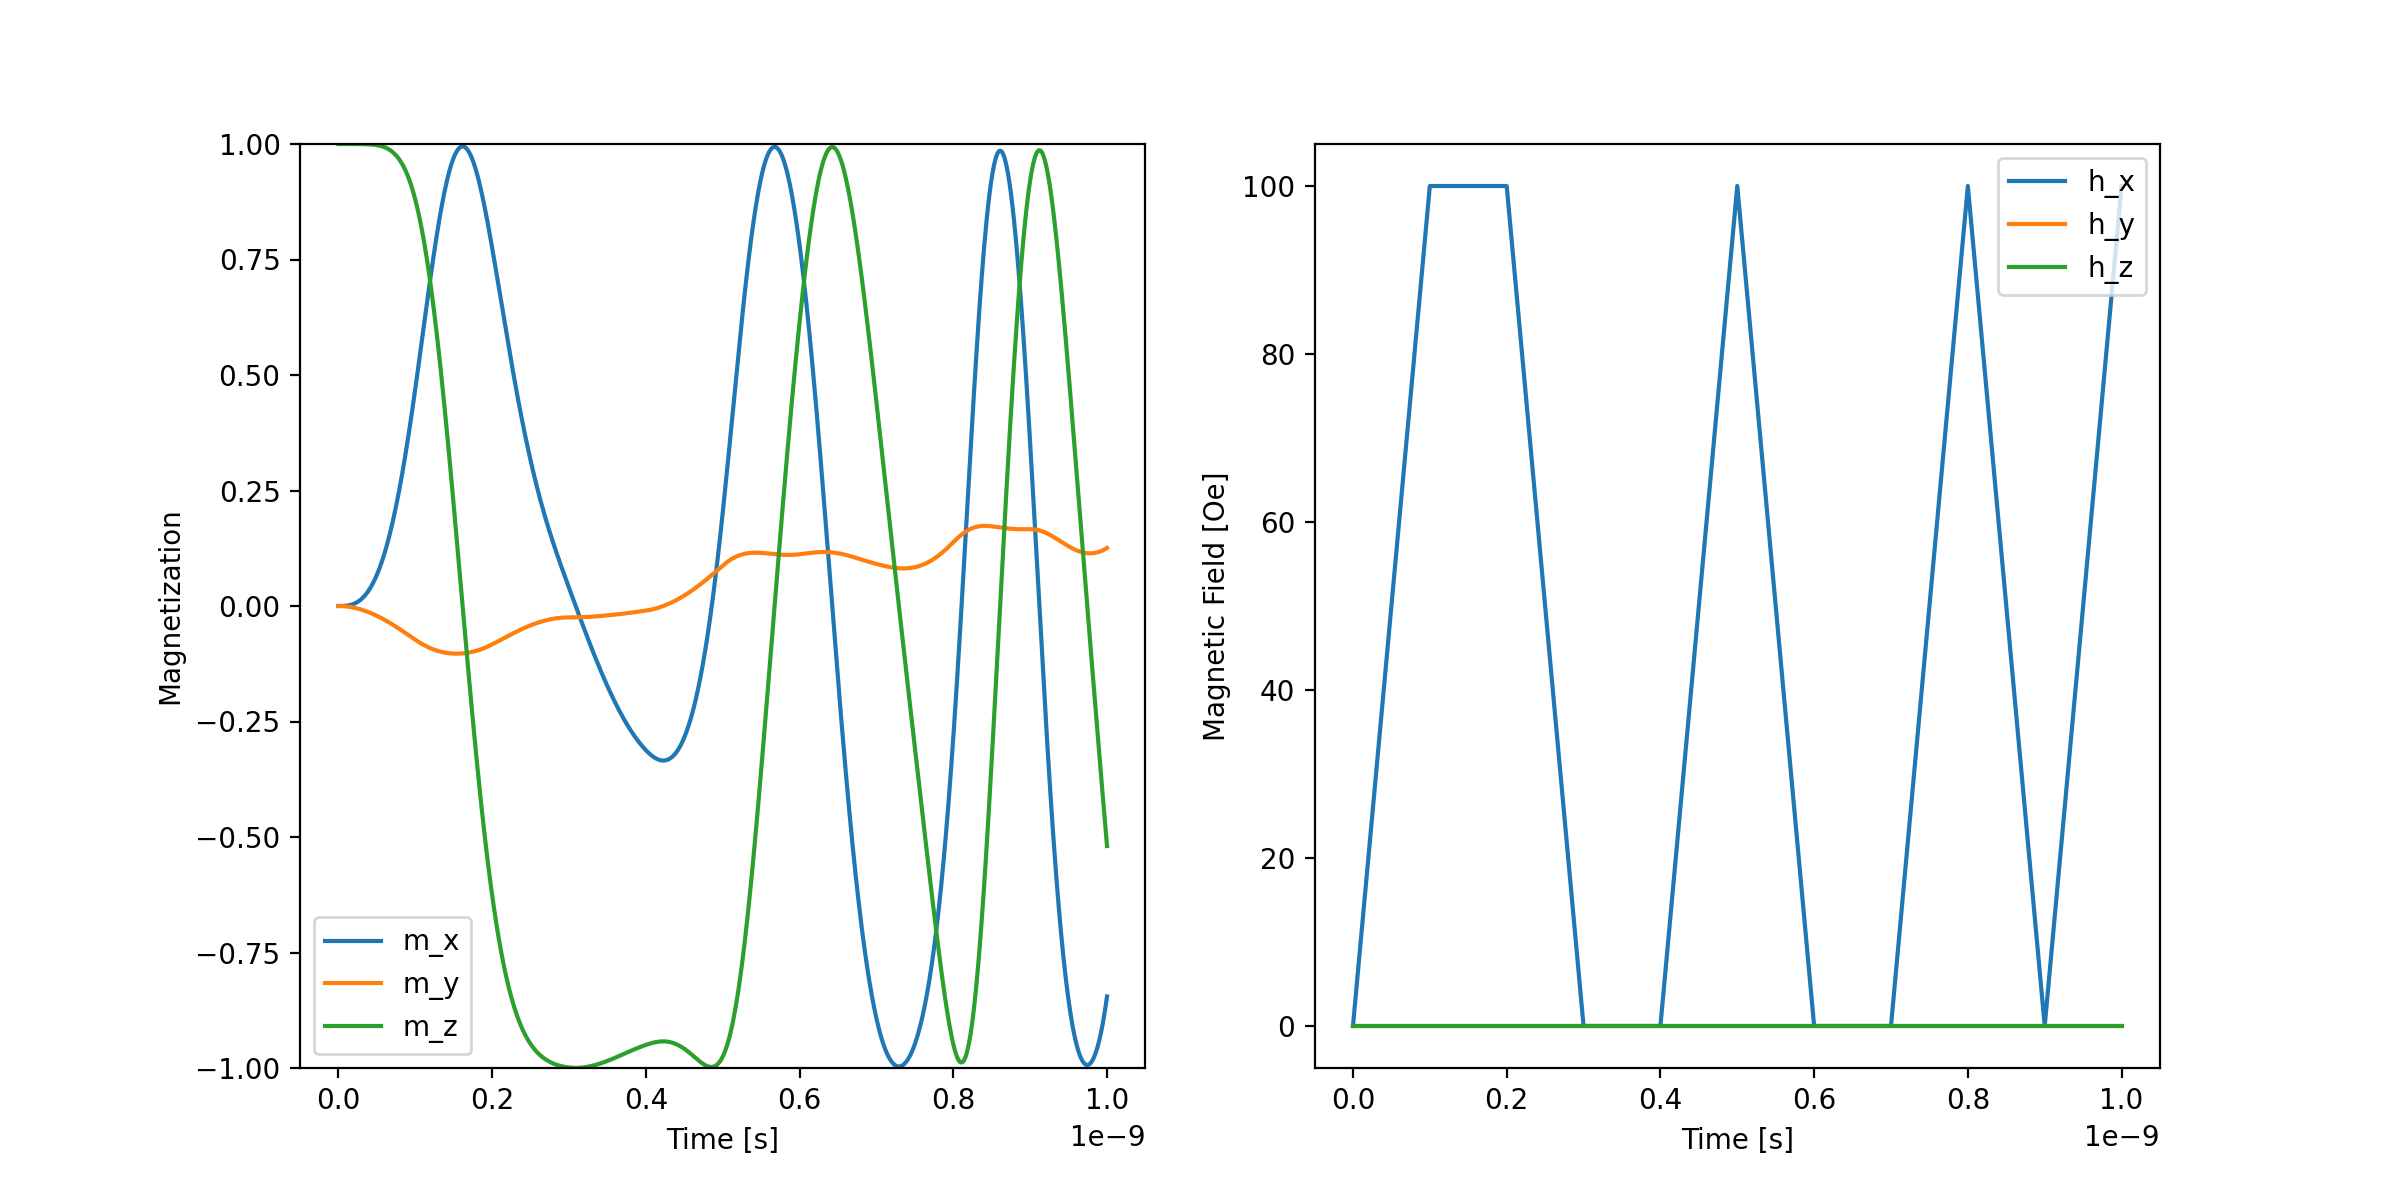 1.00
0.75
0.50
0.25
0.00
−0.25
−0.50
−0.75
−1.00
Magnetization
m_x
m_y
m_z
0.0 0.2 0.4 0.6 0.8 1.0
1e−9
Time [s]
100
80
60
40
20
0
Magnetic Field [Oe]
h_x
h_y
h_z
0.0 0.2 0.4 0.6 0.8 1.0
1e−9
Time [s]